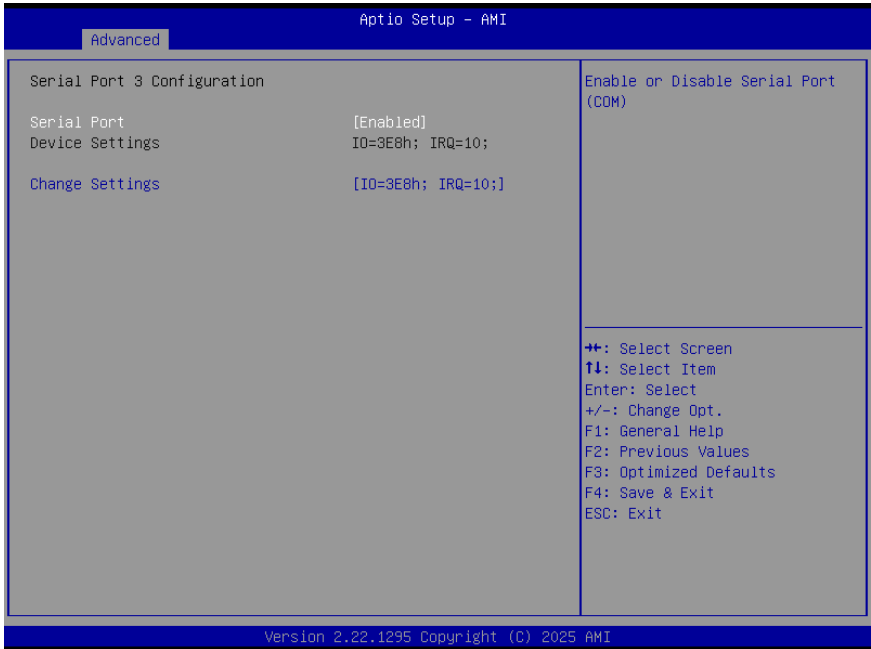 Aptio Setup – AMI
Advanced
Serial Port 3 Configuration
Serial Port [Enabled]
Device Settings IO=3E8h; IRQ=10;
Change Settings [IO=3E8h; IRQ=10;]
Enable or Disable Serial Port
(COM)
→←: Select Screen
↑↓: Select Item
Enter: Select
+/-: Change Opt.
F1: General Help
F2: Previous Values
F3: Optimized Defaults
F4: Save & Exit
ESC: Exit
Version 2.22.1295 Copyright (C) 2025 AMI